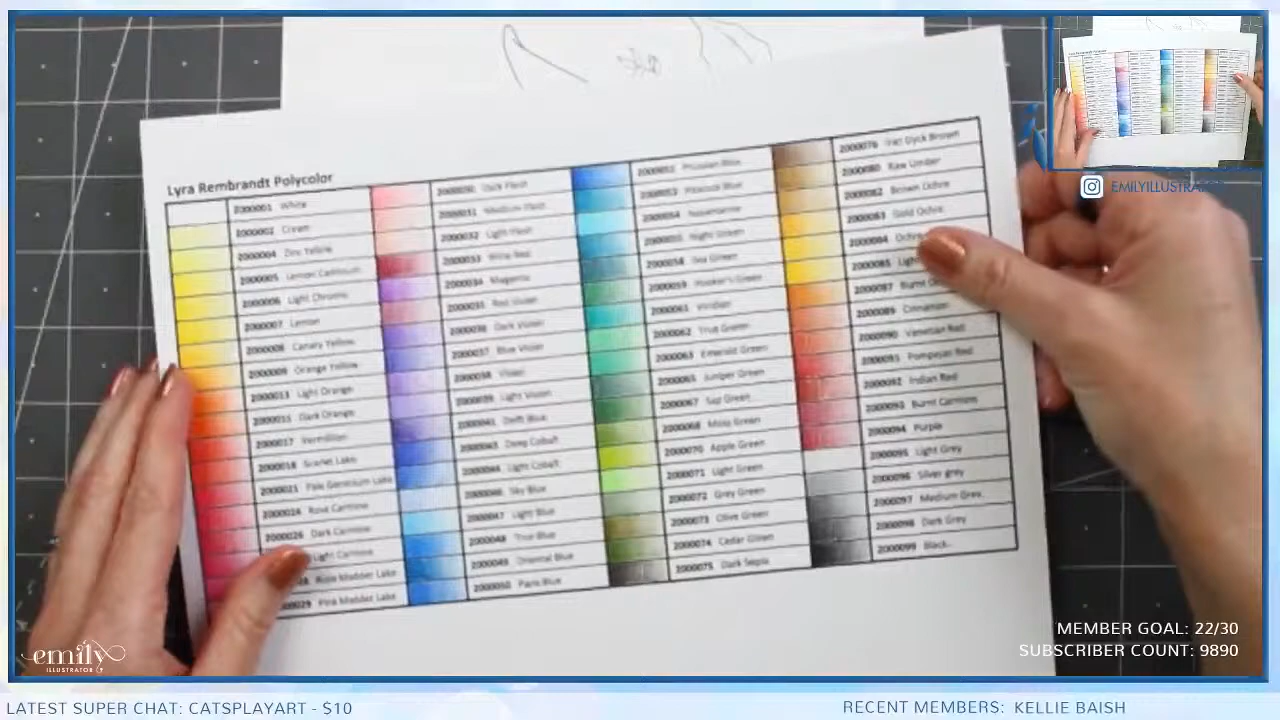 Lyra Rembrandt Polycolor
2000001 White
2000002 Cream
2000004 Zinc Yellow
2000005 Lemon Cadmium
2000006 Light Chrome
2000007 Lemon
2000008 Canary Yellow
2000009 Orange Yellow
2000013 Light Orange
2000015 Dark Orange
2000017 Vermillion
2000018 Scarlet Lake
2000021 Pale Geranium Lake
2000024 Rose Carmine
2000026 Dark Carmine
Light Carmine
28 Rose Madder Lake
2000029 Pink Madder Lake
2000030 Dark Flesh
2000031 Medium Flesh
2000032 Light Flesh
2000033 Wine Red
2000034 Magenta
2000035 Red Violet
2000036 Dark Violet
2000037 Blue Violet
2000038 Violet
2000039 Light Violet
2000041 Delft Blue
2000043 Deep Cobalt
2000044 Light Cobalt
2000046 Sky Blue
2000047 Light Blue
2000048 True Blue
2000049 Oriental Blue
2000050 Paris Blue
2000051 Prussian Blue
2000053 Peacock Blue
2000054 Aquamarine
2000055 Night Green
2000058 Sea Green
2000059 Hooker's Green
2000061 Viridian
2000062 True Green
2000063 Emerald Green
2000065 Juniper Green
2000067 Sap Green
2000068 Moss Green
2000070 Apple Green
2000071 Light Green
2000072 Grey Green
2000073 Olive Green
2000074 Cedar Green
2000075 Dark Sepia
2000076 Van Dyck Brown
2000080 Raw Umber
2000082 Brown Ochre
2000083 Gold Ochre
2000084
2000085
2000087 Burnt
2000089 Cinnamon
2000090 Venetian Red
Pompejan Red
2000092 Indian Red
2000093 Burnt Carmine
2000094 Purple
2000095 Light Grey
2000096 Silver grey
2000097 Medium Grey
2000098 Dark Grey
2000099 Black
EMILYILLUSTRAT
emily
ILLUSTRATOR
MEMBER GOAL: 22/30
SUBSCRIBER COUNT: 9890
LATEST SUPER CHAT: CATSPLAYART - $10
RECENT MEMBERS: KELLIE BAISH